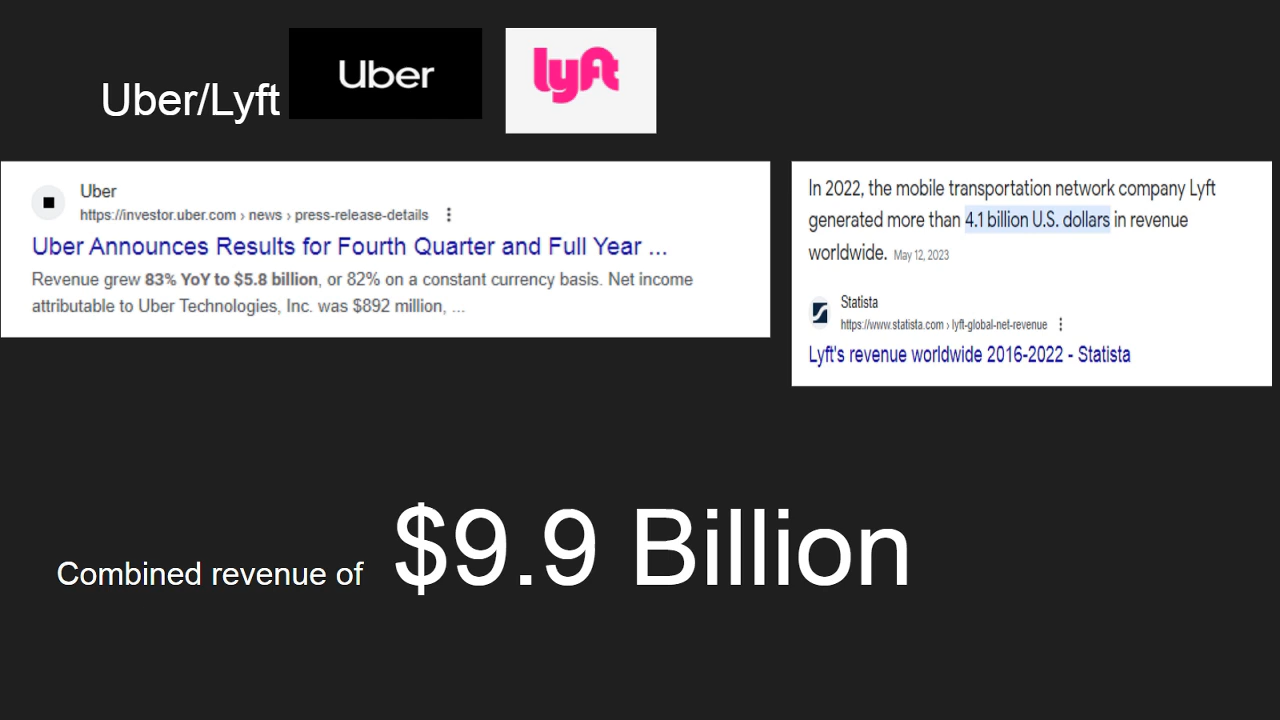 Uber/Lyft
Uber
lyft
Uber
https://investor.uber.com › news › press-release-details
Uber Announces Results for Fourth Quarter and Full Year ...
Revenue grew 83% YoY to $5.8 billion, or 82% on a constant currency basis. Net income
attributable to Uber Technologies, Inc. was $892 million, ...
In 2022, the mobile transportation network company Lyft
generated more than 4.1 billion U.S. dollars in revenue
worldwide. May 12, 2023
Statista
https://www.statista.com › lyft-global-net-revenue
Lyft's revenue worldwide 2016-2022 - Statista
Combined revenue of $9.9 Billion